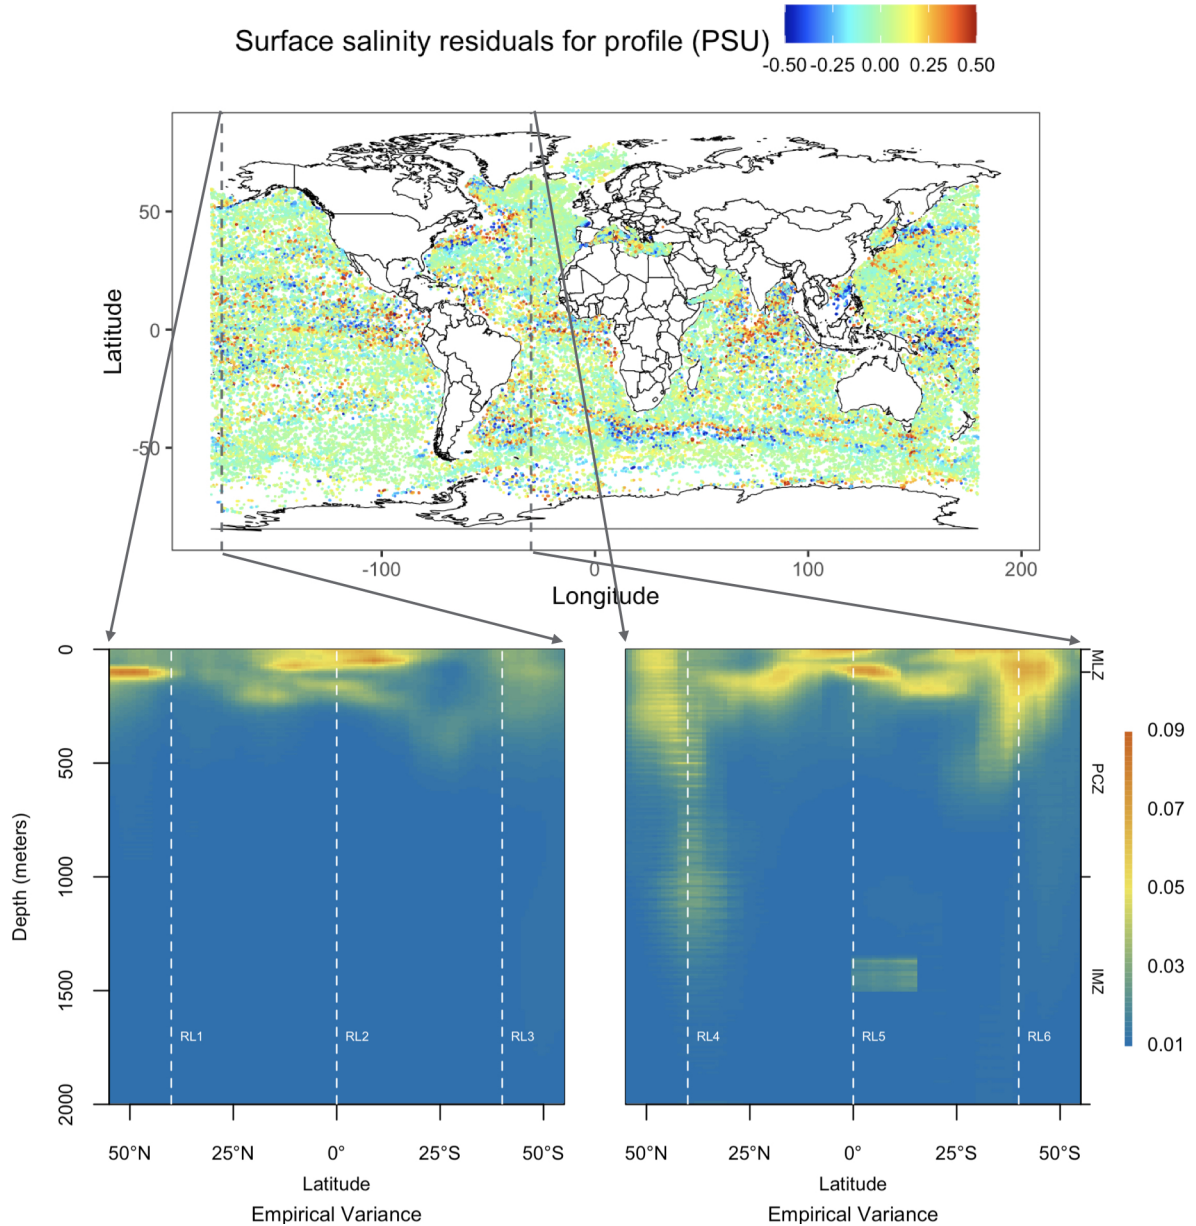 Surface salinity residuals for profile (PSU)
-0.50 -0.25 0.00 0.25 0.50
Latitude
50
0
-50
-100 0 100 200
Longitude
Depth (meters)
0
500
1000
1500
2000
RL1 RL2 RL3
50°N 25°N 0° 25°S 50°S
Latitude
Empirical Variance
RL4 RL5 RL6
50°N 25°N 0° 25°S 50°S
Latitude
Empirical Variance
MLZ
PCZ
IMZ
0.09
0.07
0.05
0.03
0.01